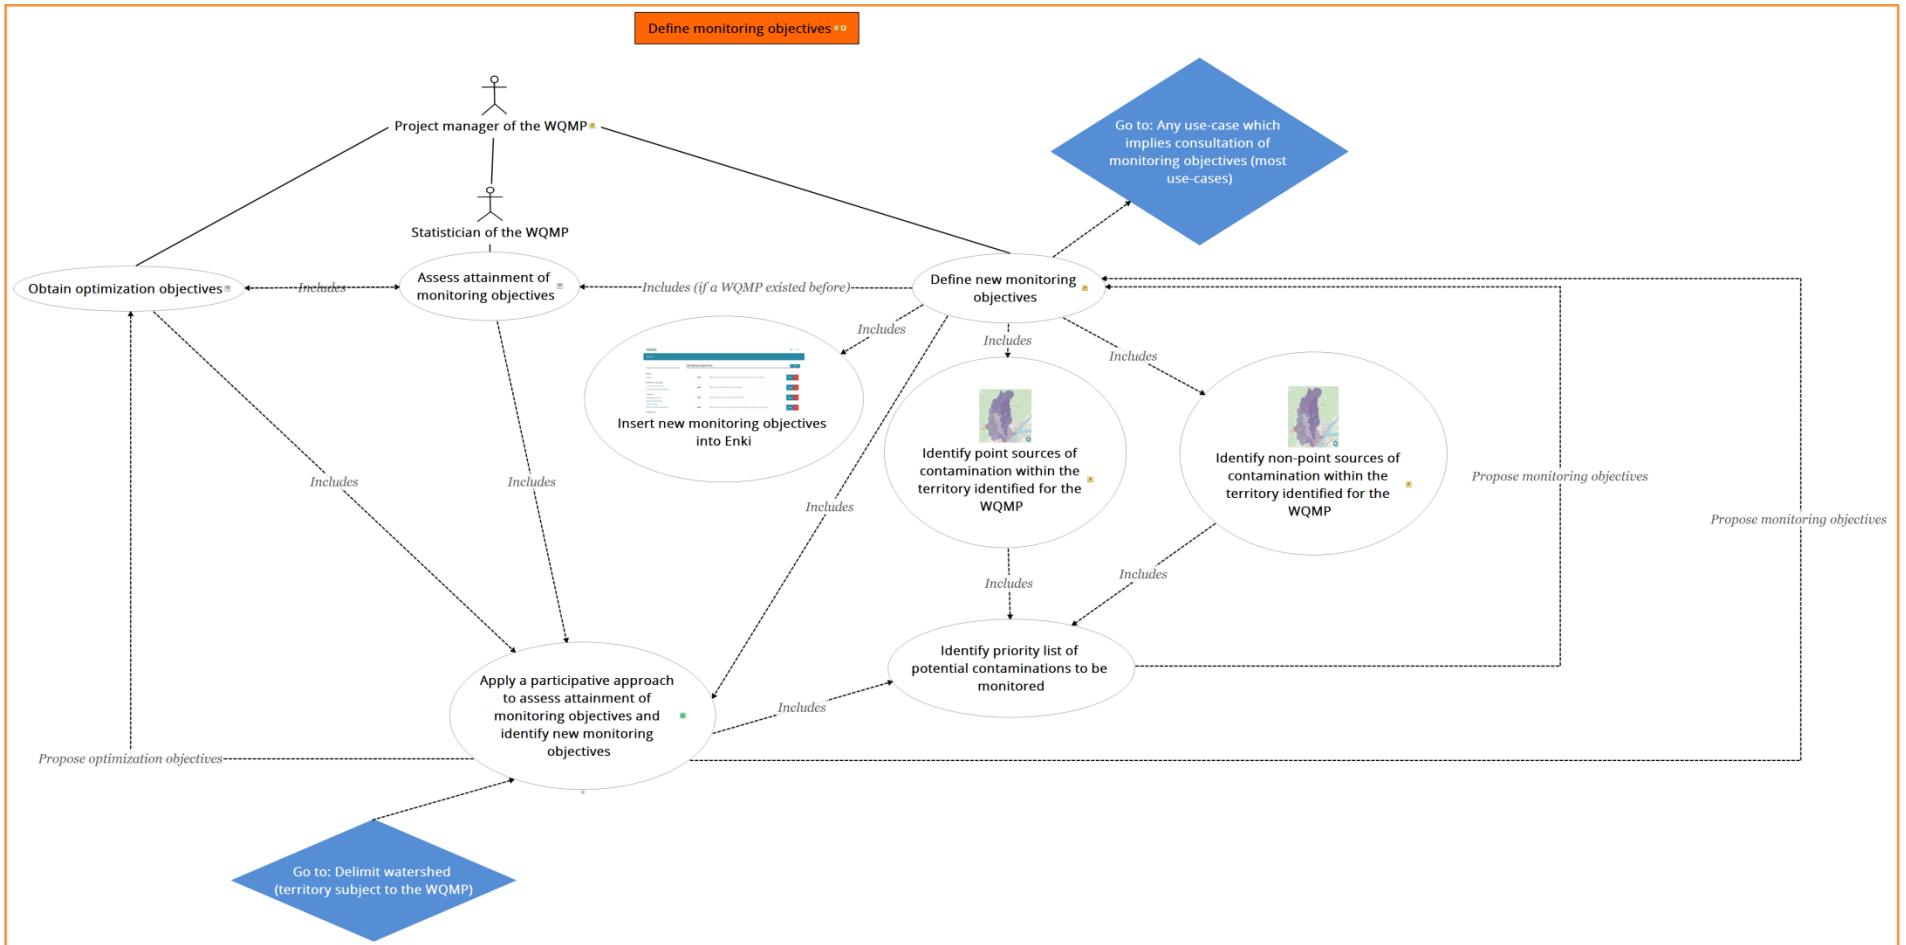 Define monitoring objectives
Project manager of the WQMP
Go to: Any use-case which
implies consultation of
monitoring objectives (most
use-cases)
Statistician of the WQMP
Obtain optimization objectives
Includes
Assess attainment of
monitoring objectives
Includes (if a WQMP existed before)
Define new monitoring
objectives
Includes
Includes
Includes
Insert new monitoring objectives
into Enki
Identify point sources of
contamination within the
territory identified for the
WQMP
Identify non-point sources of
contamination within the
territory identified for the
WQMP
Includes
Includes
Includes
Propose monitoring objectives
Propose monitoring objectives
Includes
Includes
Identify priority list of
potential contaminations to be
monitored
Apply a participative approach
to assess attainment of
monitoring objectives and
identify new monitoring
objectives
Includes
Propose optimization objectives
Go to: Delimit watershed
(territory subject to the WQMP)